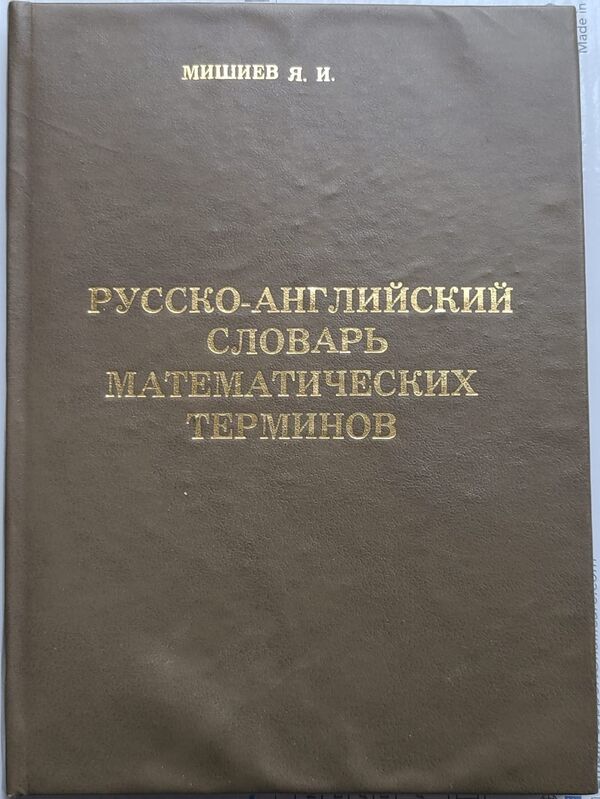 МИШИЕВ Я. И.
РУССКО-АНГЛИЙСКИЙ
СЛОВАРЬ
МАТЕМАТИЧЕСКИХ
ТЕРМИНОВ
Made in